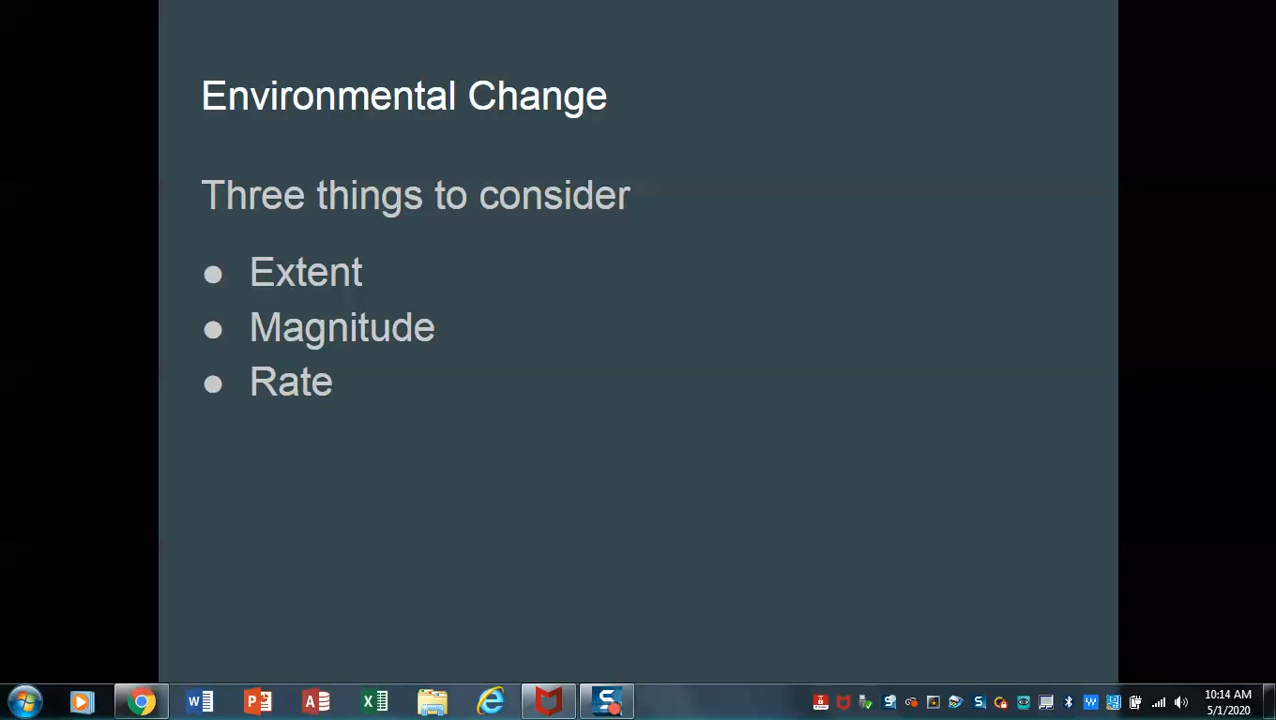 Environmental Change
Three things to consider
● Extent
● Magnitude
● Rate
10:14 AM
5/1/2020